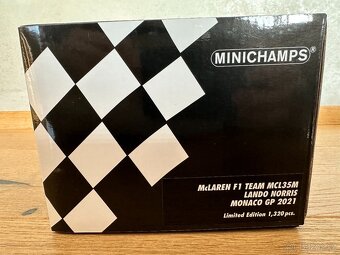 MINICHAMPS®
McLAREN F1 TEAM MCL35M
LANDO NORRIS
MONACO GP 2021
Limited Edition 1,320 pcs.